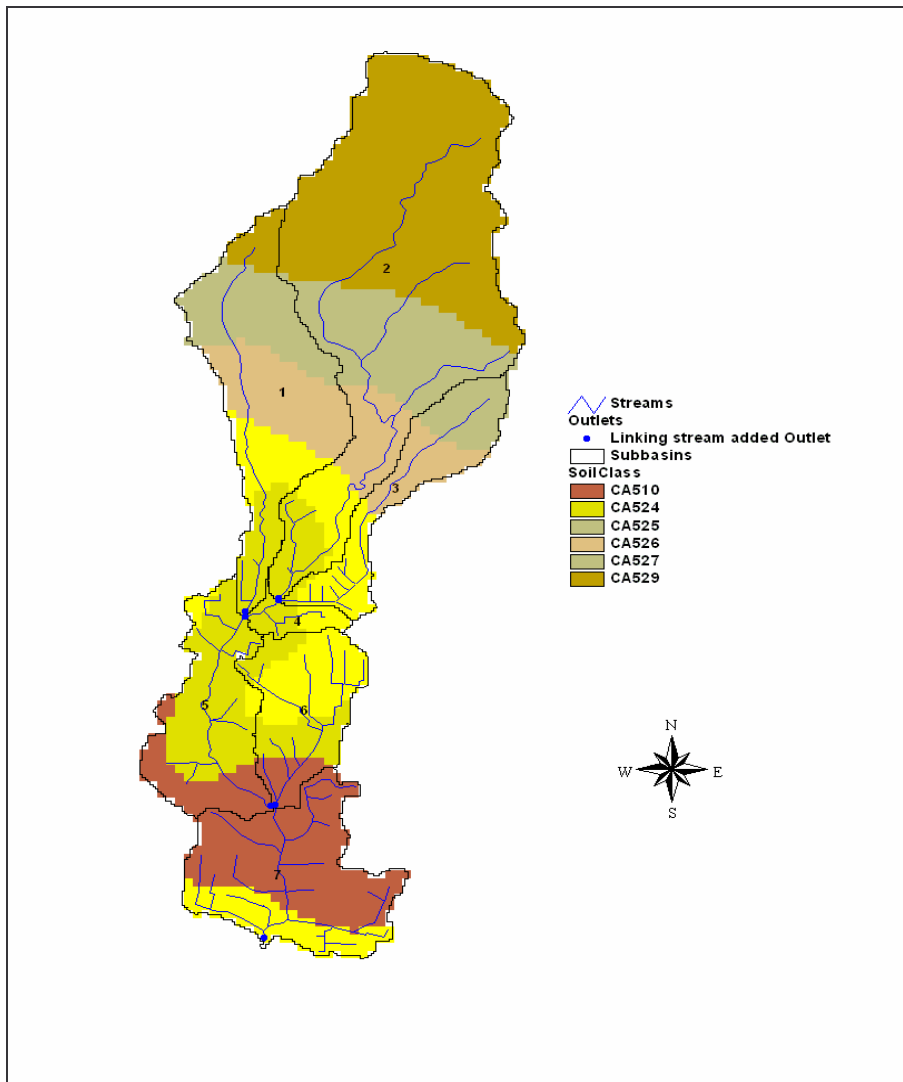 2
1
3
4
5
6
7
Streams
Outlets
Linking stream added Outlet
Subbasins
SoilClass
CA510
CA524
CA525
CA526
CA527
CA529
N
W E
S